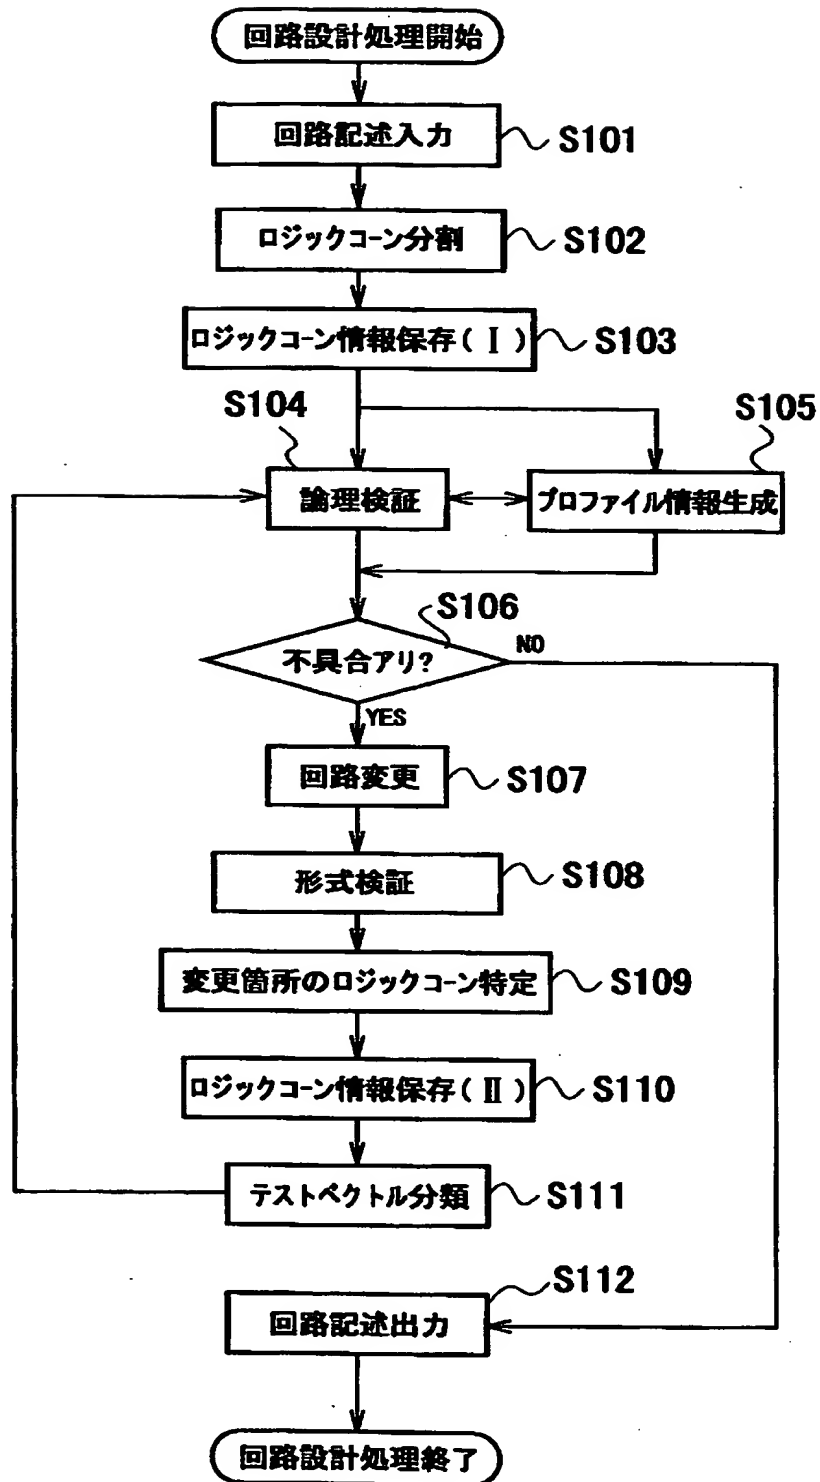 回路設計処理開始
回路記述入力 S101
ロジックコーン分割 S102
ロジックコーン情報保存(Ⅰ) S103
S104
S105
論理検証
プロファイル情報生成
S106
不具合アリ?
NO
YES
回路変更 S107
形式検証 S108
変更箇所のロジックコーン特定 S109
ロジックコーン情報保存(Ⅱ) S110
テストベクトル分類 S111
S112
回路記述出力
回路設計処理終了